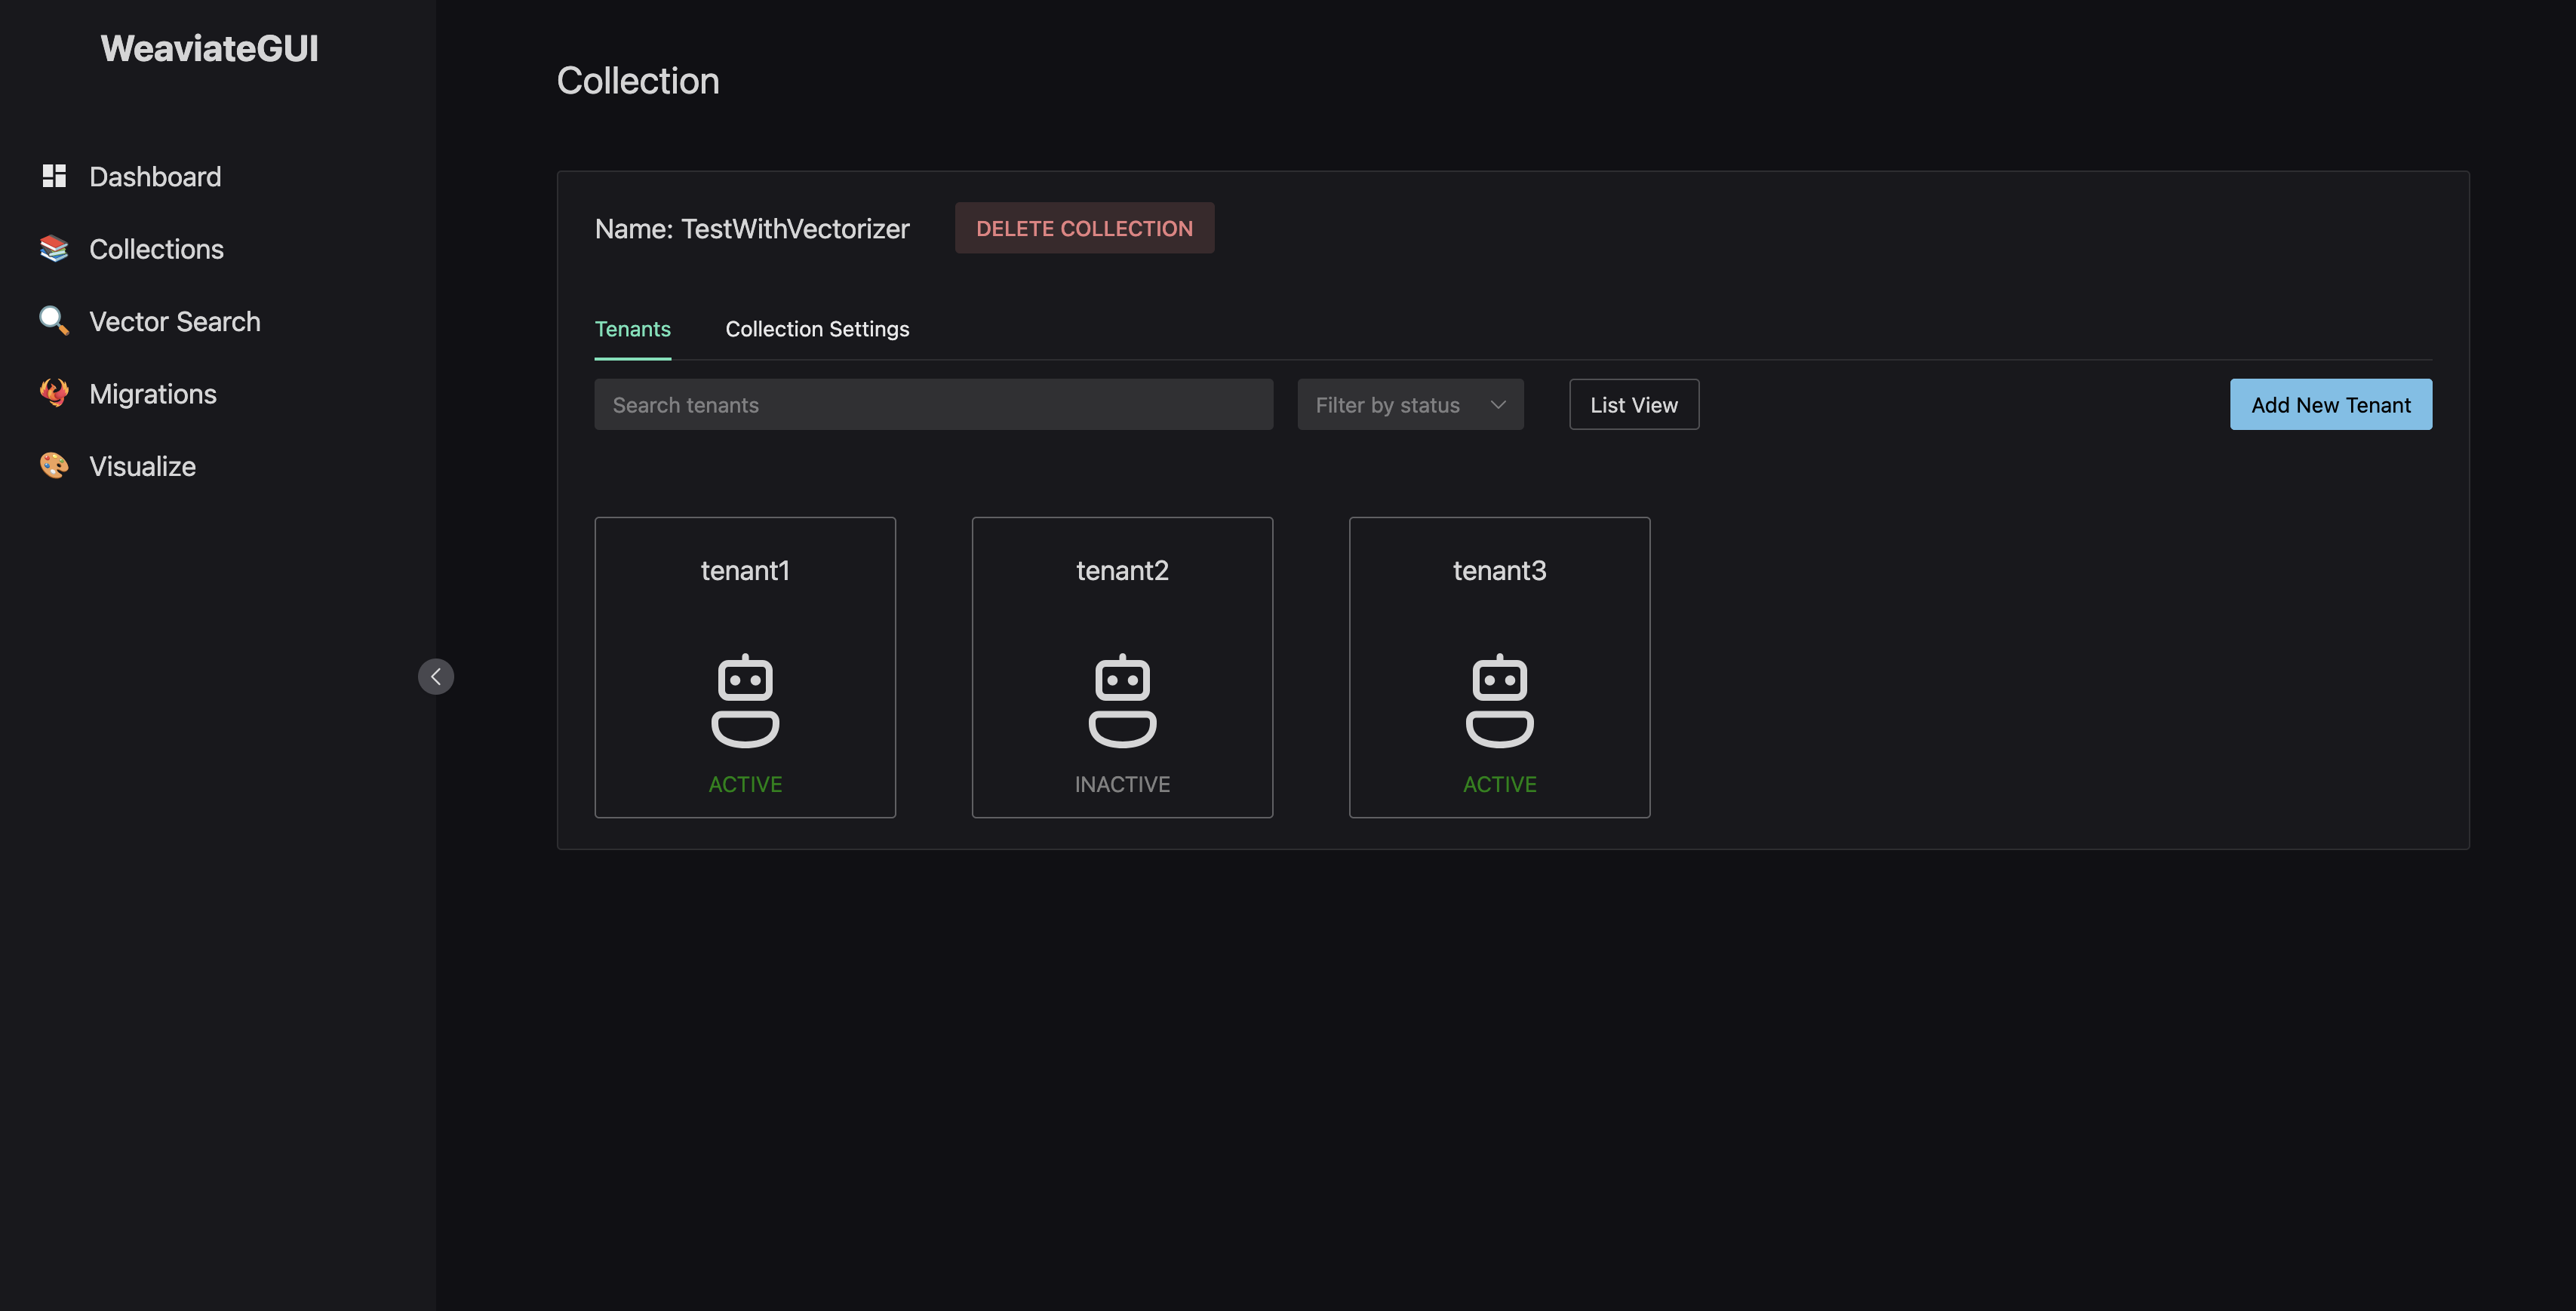 WeaviateGUI
Dashboard
Collections
Vector Search
Migrations
Visualize
Collection
Name: TestWithVectorizer
DELETE COLLECTION
Tenants
Collection Settings
Search tenants
Filter by status
List View
Add New Tenant
tenant1
ACTIVE
tenant2
INACTIVE
tenant3
ACTIVE